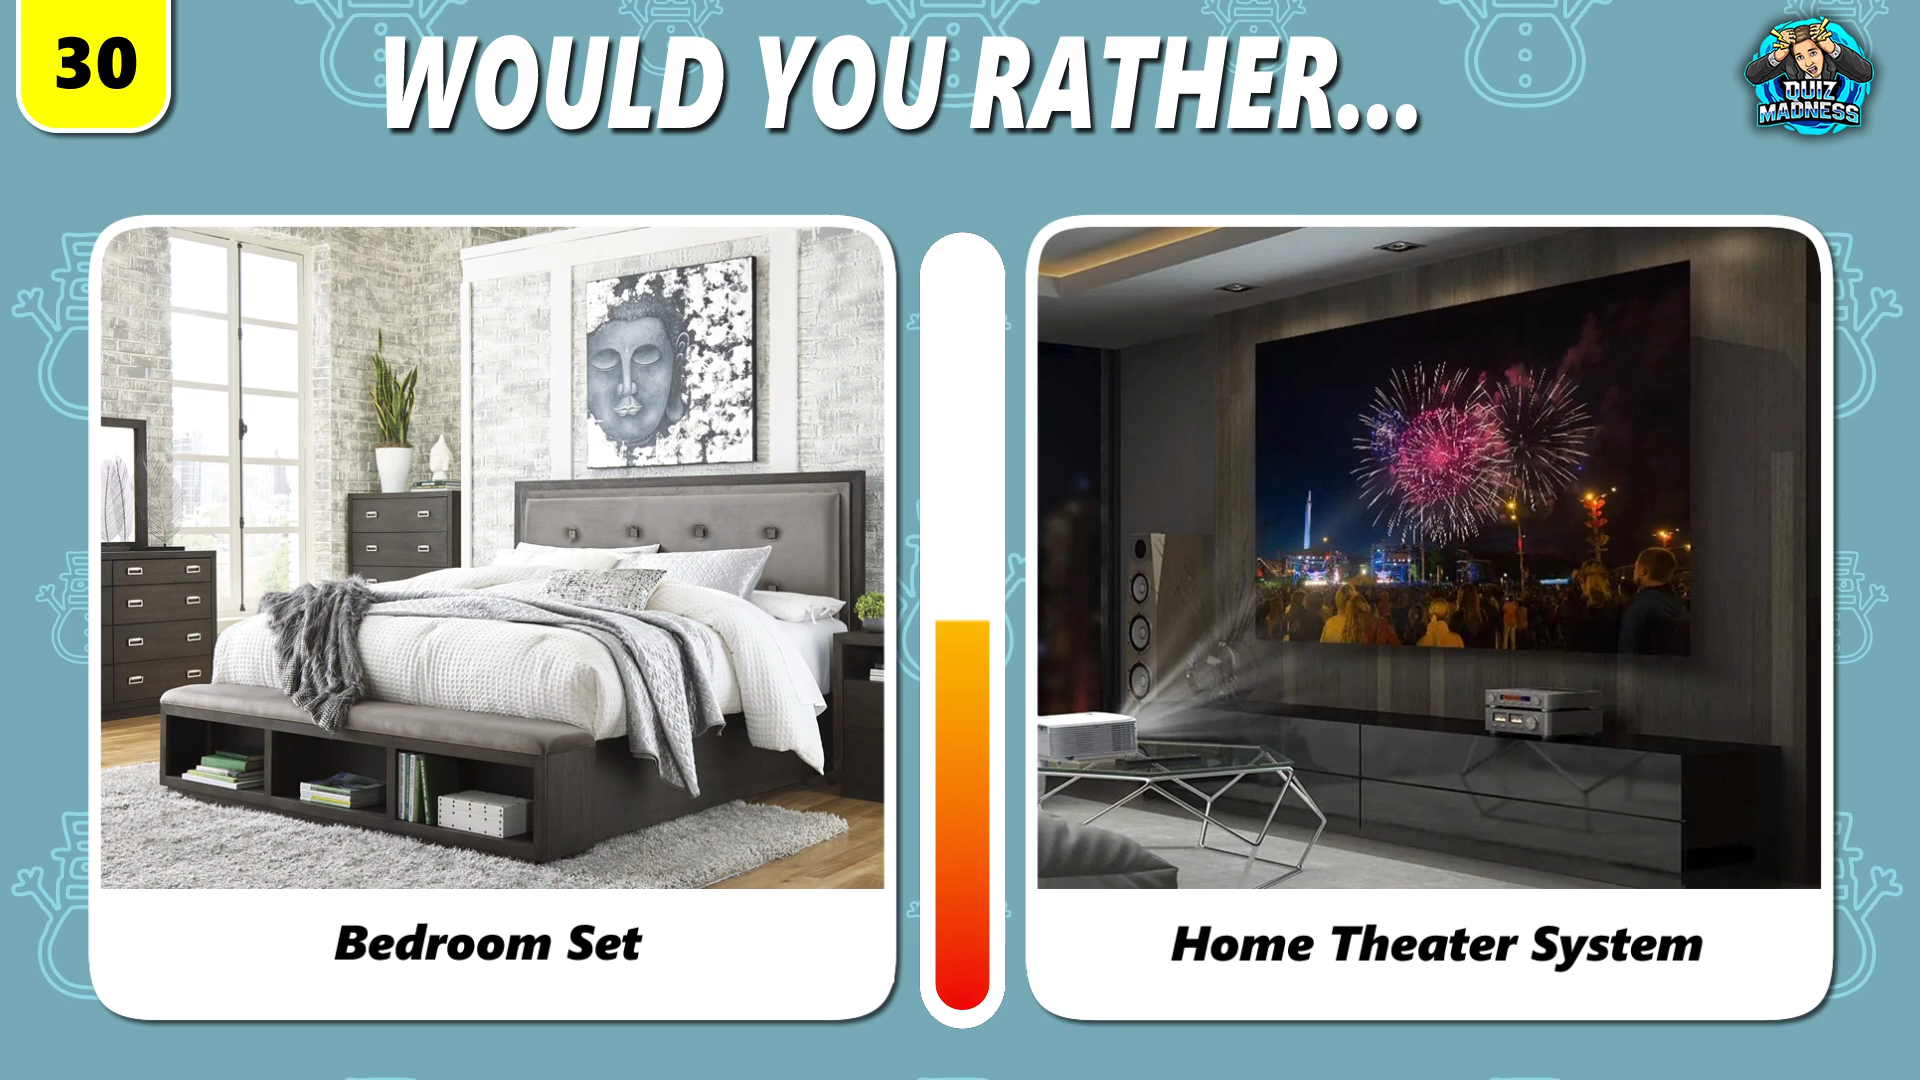 30
WOULD YOU RATHER...
QUIZ
MADNESS
Bedroom Set
Home Theater System